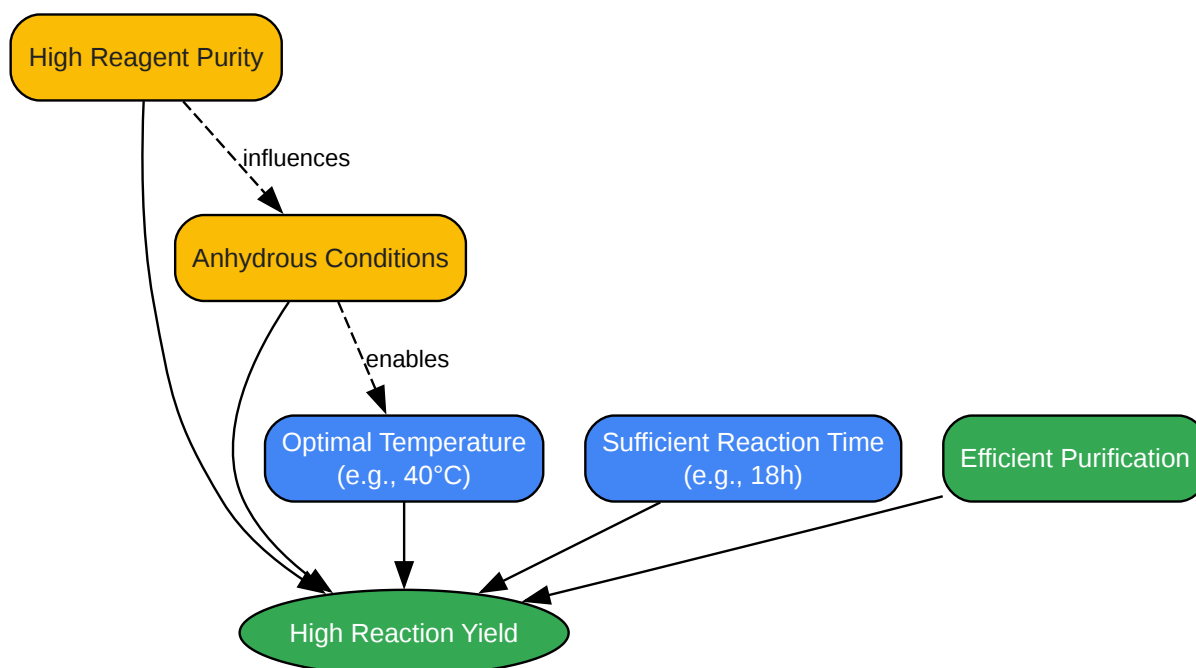 High Reagent Purity
influences
Anhydrous Conditions
enables
Optimal Temperature
(e.g., 40°C)
Sufficient Reaction Time
(e.g., 18h)
Efficient Purification
High Reaction Yield